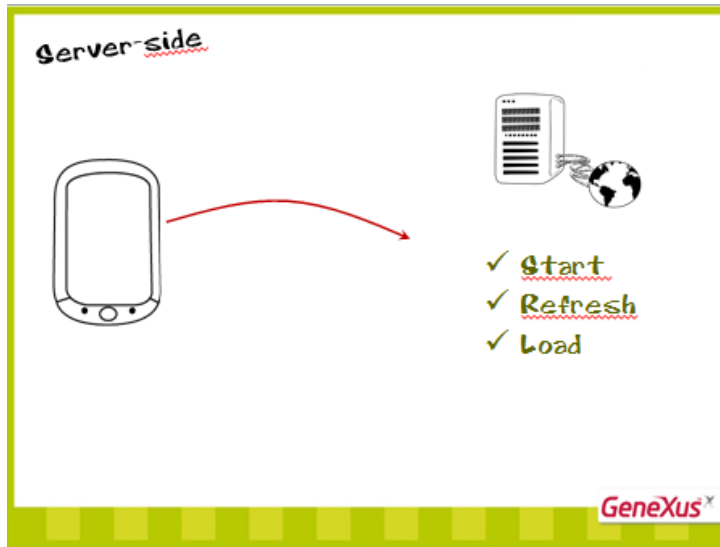 Server-side
✓ Start
✓ Refresh
✓ Load
GeneXus X